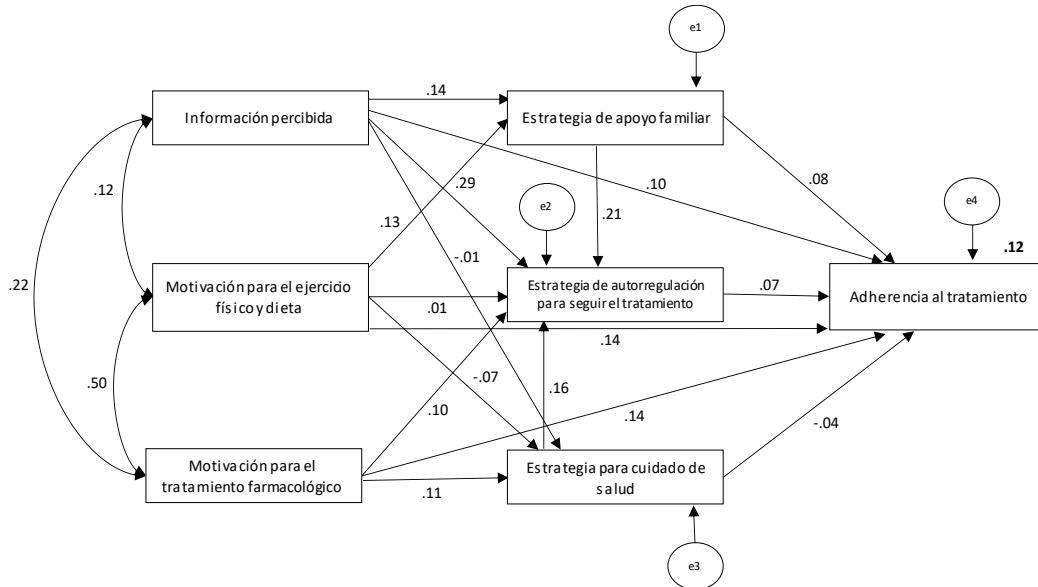 e1
.14
Información percibida
Estrategia de apoyo familiar
.12
.29
.10
.08
.13
e2
.21
e4
-.01
.12
.22
Motivación para el ejercicio
físico y dieta
Estrategia de autorregulación
para seguir el tratamiento
.07
Adherencia al tratamiento
.01
.14
.50
-.07
.16
.10
.14
-.04
Motivación para el
tratamiento farmacológico
Estrategia para cuidado de
salud
.11
e3